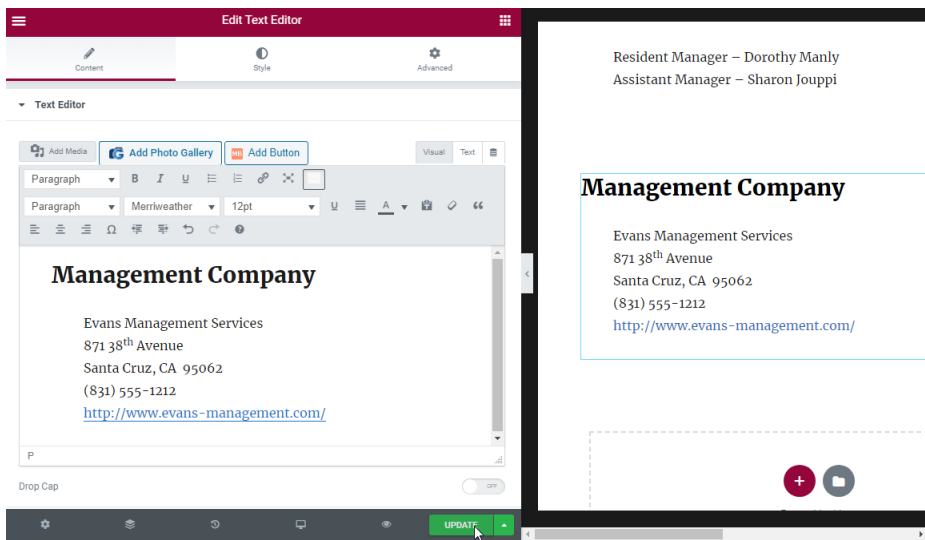 Edit Text Editor
Content
Style
Advanced
Text Editor
Add Media
Add Photo Gallery
MB Add Button
Visual
Text
Paragraph
B I U
Paragraph
Merriweather
12pt
U
A
Ω
Management Company
Evans Management Services
871 38th Avenue
Santa Cruz, CA 95062
(831) 555-1212
http://www.evans-management.com/
P
Drop Cap
OFF
UPDATE
Resident Manager – Dorothy Manly
Assistant Manager – Sharon Jouppi
Management Company
Evans Management Services
871 38th Avenue
Santa Cruz, CA 95062
(831) 555-1212
http://www.evans-management.com/